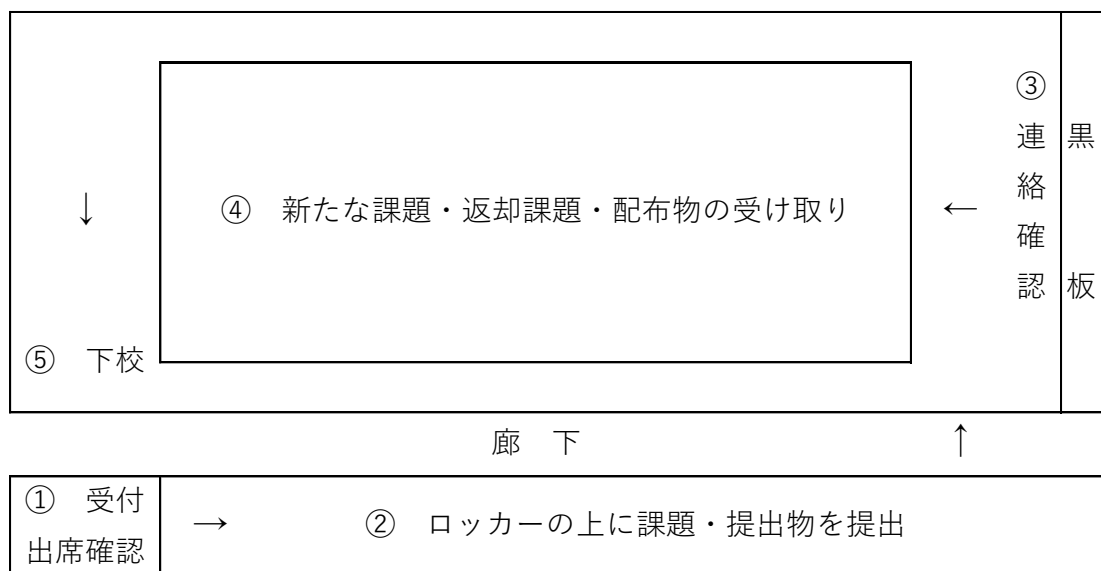 ③連絡確認
黒板
↓
④　新たな課題・返却課題・配布物の受け取り
←
⑤　下校
廊　下
↑
①　受付
出席確認
→
②　ロッカーの上に課題・提出物を提出